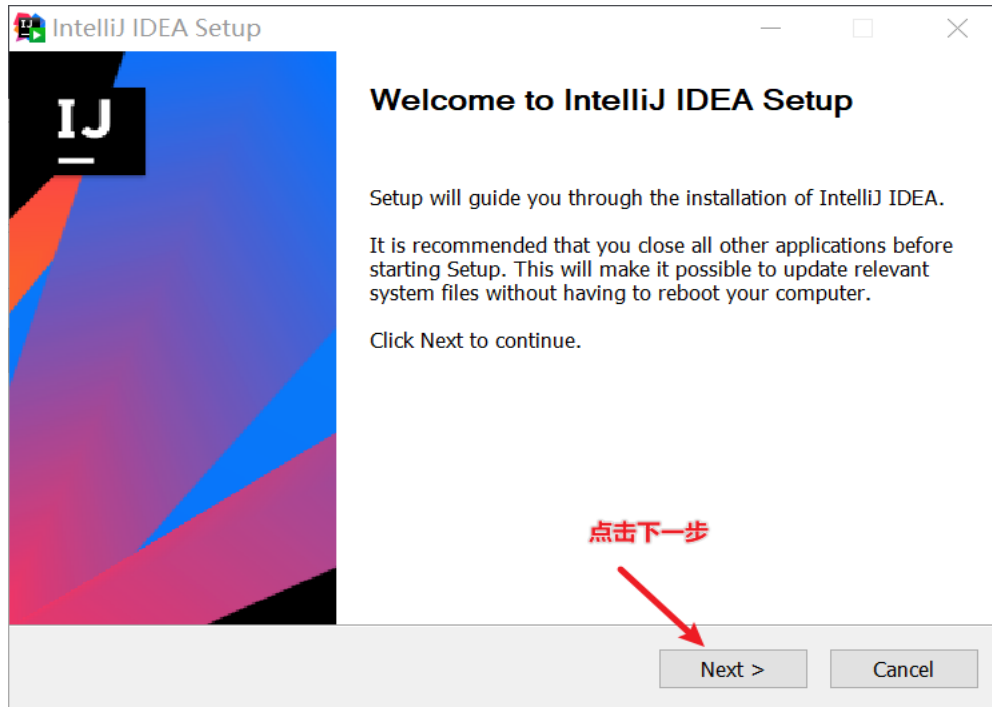 IntelliJ IDEA Setup
IJ
Welcome to IntelliJ IDEA Setup
Setup will guide you through the installation of IntelliJ IDEA.
It is recommended that you close all other applications before
starting Setup. This will make it possible to update relevant
system files without having to reboot your computer.
Click Next to continue.
点击下一步
Next >
Cancel